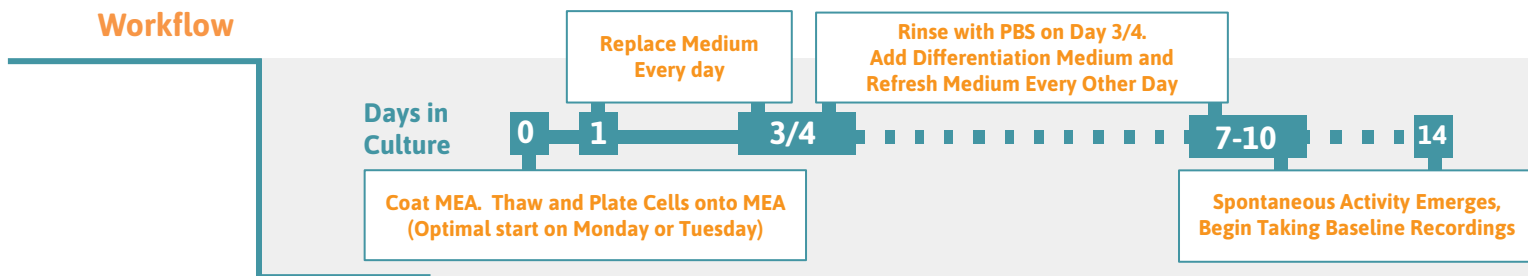 Workflow
Replace Medium
Every day
Rinse with PBS on Day 3/4.
Add Differentiation Medium and
Refresh Medium Every Other Day
Days in
Culture
0
1
3/4
7-10
14
Coat MEA.  Thaw and Plate Cells onto MEA
(Optimal start on Monday or Tuesday)
Spontaneous Activity Emerges,
Begin Taking Baseline Recordings